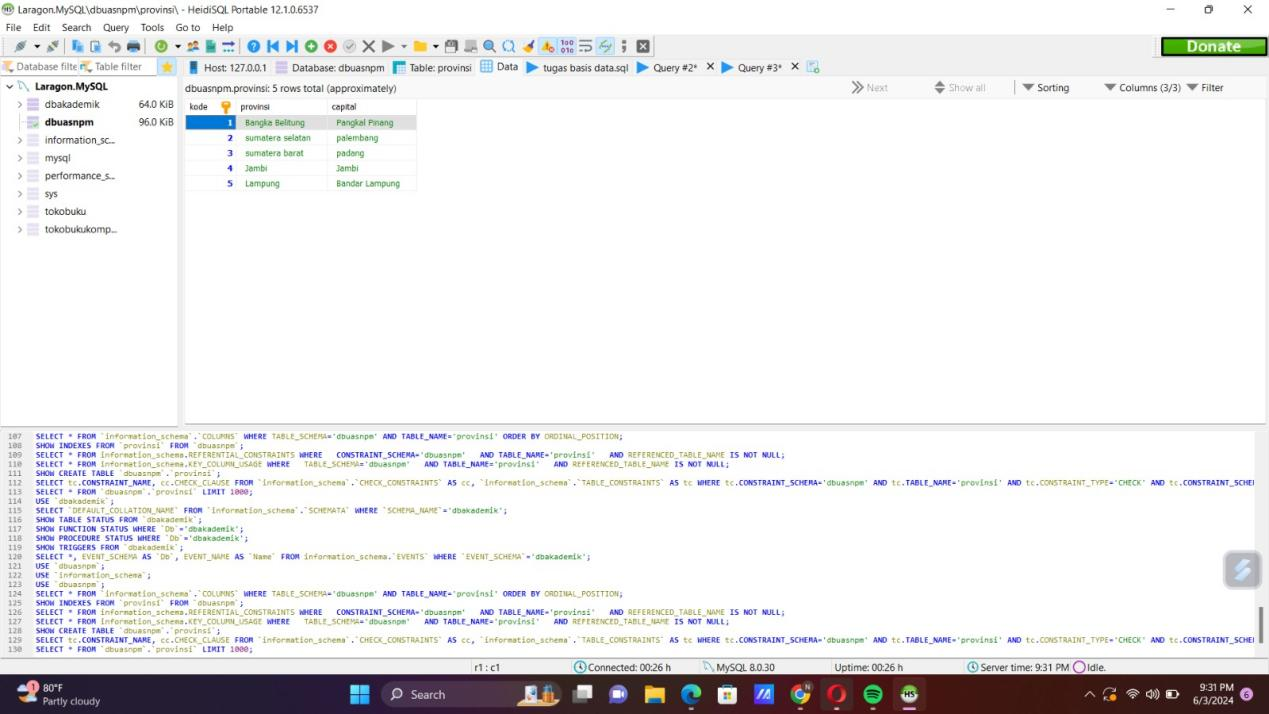 Laragon.MySQL\dbuasnpm\provinsi\ - HeidiSQL Portable 12.1.0.6537
File Edit Search Query Tools Go to Help
Donate
Database filte Table filter
Host: 127.0.0.1 Database: dbuasnpm Table: provinsi Data tugas basis data.sql Query #2* Query #3*
dbuasnpm.provinsi: 5 rows total (approximately) Next Show all Sorting Columns (3/3) Filter
Laragon.MySQL
dbakademik 64.0 KiB
dbuasnpm 96.0 KiB
information_sc...
mysql
performance_s...
sys
tokobuku
tokobukukomp...
kode provinsi capital
1 Bangka Belitung Pangkal Pinang
2 sumatera selatan palembang
3 sumatera barat padang
4 Jambi Jambi
5 Lampung Bandar Lampung
107 SELECT * FROM `information_schema`.`COLUMNS` WHERE TABLE_SCHEMA='dbuasnpm' AND TABLE_NAME='provinsi' ORDER BY ORDINAL_POSITION;
108 SHOW INDEXES FROM `provinsi` FROM `dbuasnpm`;
109 SELECT * FROM information_schema.REFERENTIAL_CONSTRAINTS WHERE CONSTRAINT_SCHEMA='dbuasnpm' AND TABLE_NAME='provinsi' AND REFERENCED_TABLE_NAME IS NOT NULL;
110 SELECT * FROM information_schema.KEY_COLUMN_USAGE WHERE TABLE_SCHEMA='dbuasnpm' AND TABLE_NAME='provinsi' AND REFERENCED_TABLE_NAME IS NOT NULL;
111 SHOW CREATE TABLE `dbuasnpm`.`provinsi`;
112 SELECT tc.CONSTRAINT_NAME, cc.CHECK_CLAUSE FROM `information_schema`.`CHECK_CONSTRAINTS` AS cc, `information_schema`.`TABLE_CONSTRAINTS` AS tc WHERE tc.CONSTRAINT_SCHEMA='dbuasnpm' AND tc.TABLE_NAME='provinsi' AND tc.CONSTRAINT_TYPE='CHECK' AND tc.CONSTRAINT_SCHE
113 SELECT * FROM `dbuasnpm`.`provinsi` LIMIT 1000;
114 USE `dbakademik`;
115 SELECT `DEFAULT_COLLATION_NAME` FROM `information_schema`.`SCHEMATA` WHERE `SCHEMA_NAME`='dbakademik';
116 SHOW TABLE STATUS FROM `dbakademik`;
117 SHOW FUNCTION STATUS WHERE `Db`='dbakademik';
118 SHOW PROCEDURE STATUS WHERE `Db`='dbakademik';
119 SHOW TRIGGERS FROM `dbakademik`;
120 SELECT *, EVENT_SCHEMA AS `Db`, EVENT_NAME AS `Name` FROM information_schema.`EVENTS` WHERE `EVENT_SCHEMA`='dbakademik';
121 USE `dbuasnpm`;
122 USE `information_schema`;
123 USE `dbuasnpm`;
124 SELECT * FROM `information_schema`.`COLUMNS` WHERE TABLE_SCHEMA='dbuasnpm' AND TABLE_NAME='provinsi' ORDER BY ORDINAL_POSITION;
125 SHOW INDEXES FROM `provinsi` FROM `dbuasnpm`;
126 SELECT * FROM information_schema.REFERENTIAL_CONSTRAINTS WHERE CONSTRAINT_SCHEMA='dbuasnpm' AND TABLE_NAME='provinsi' AND REFERENCED_TABLE_NAME IS NOT NULL;
127 SELECT * FROM information_schema.KEY_COLUMN_USAGE WHERE TABLE_SCHEMA='dbuasnpm' AND TABLE_NAME='provinsi' AND REFERENCED_TABLE_NAME IS NOT NULL;
128 SHOW CREATE TABLE `dbuasnpm`.`provinsi`;
129 SELECT tc.CONSTRAINT_NAME, cc.CHECK_CLAUSE FROM `information_schema`.`CHECK_CONSTRAINTS` AS cc, `information_schema`.`TABLE_CONSTRAINTS` AS tc WHERE tc.CONSTRAINT_SCHEMA='dbuasnpm' AND tc.TABLE_NAME='provinsi' AND tc.CONSTRAINT_TYPE='CHECK' AND tc.CONSTRAINT_SCHE
130 SELECT * FROM `dbuasnpm`.`provinsi` LIMIT 1000;
r1 : c1 Connected: 00:26 h MySQL 8.0.30 Uptime: 00:26 h Server time: 9:31 PM Idle.
1 80°F
Partly cloudy
Search
9:31 PM
6/3/2024
6